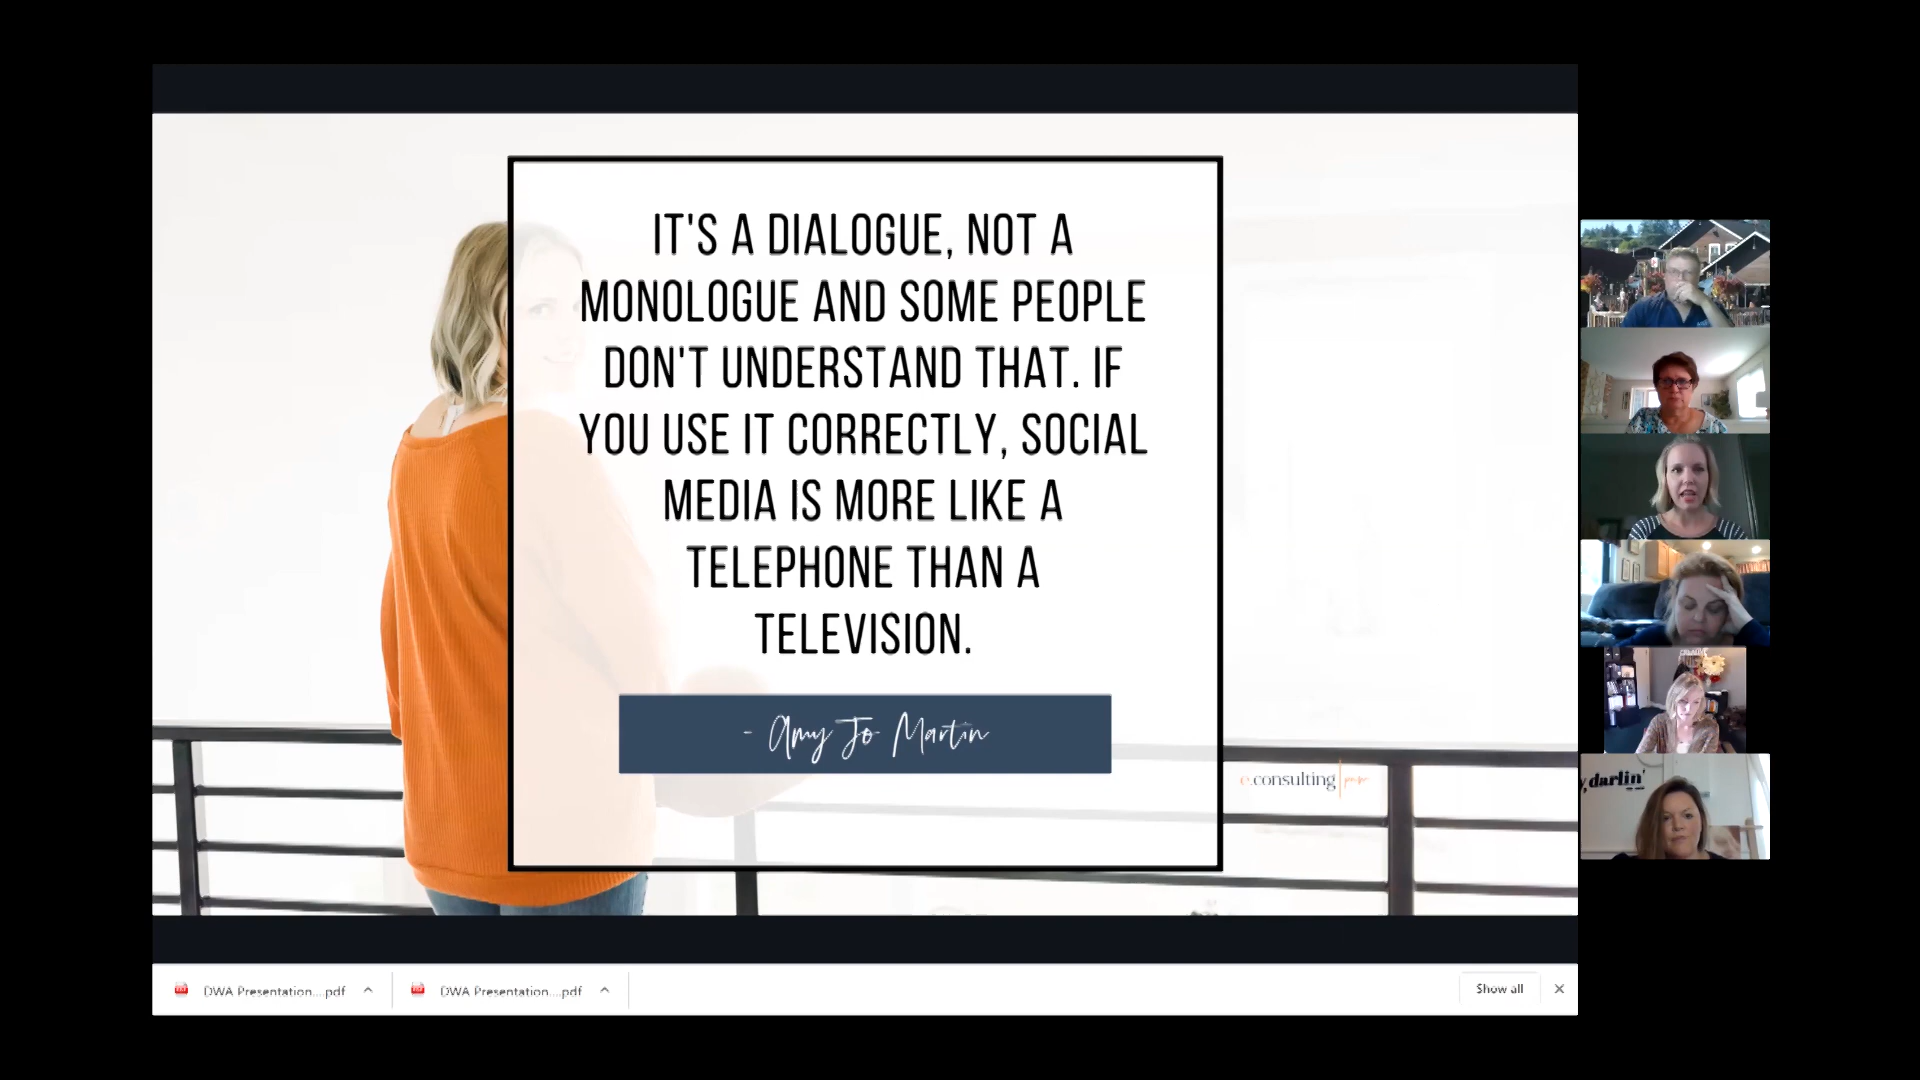 IT'S A DIALOGUE, NOT A
MONOLOGUE AND SOME PEOPLE
DON'T UNDERSTAND THAT. IF
YOU USE IT CORRECTLY, SOCIAL
MEDIA IS MORE LIKE A
TELEPHONE THAN A
TELEVISION.
- Amy Jo Martin
e.consulting
darlin'
DWA Presentation....pdf
DWA Presentation....pdf
Show all